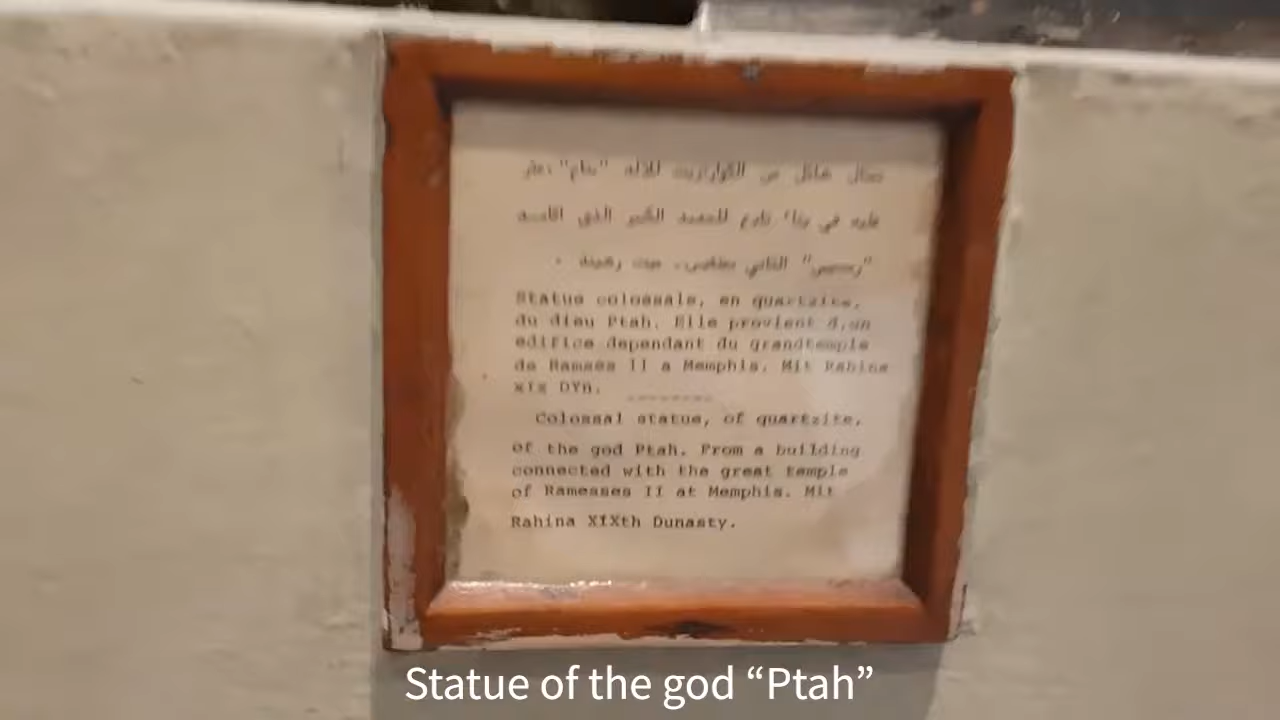 تمثال هائل من الكوارتزيت للاله "بتاح" .عثر
عليه في بناء تابع للمعبد الكبير الذي اقامه
"رمسيس" الثاني بمنفيس. ميت رهينة .
Statue colossale, en quartzite,
du dieu Ptah. Elle provient d,un
edifice dependant du grandtemple
de Ramses II a Memphis. Mit Rahina
XIX DYn.
--------
Colossal statue, of quartzite,
of the god Ptah. From a building
connected with the great temple
of Ramesses II at Memphis. Mit
Rahina XIXth Dunasty.
Statue of the god “Ptah”